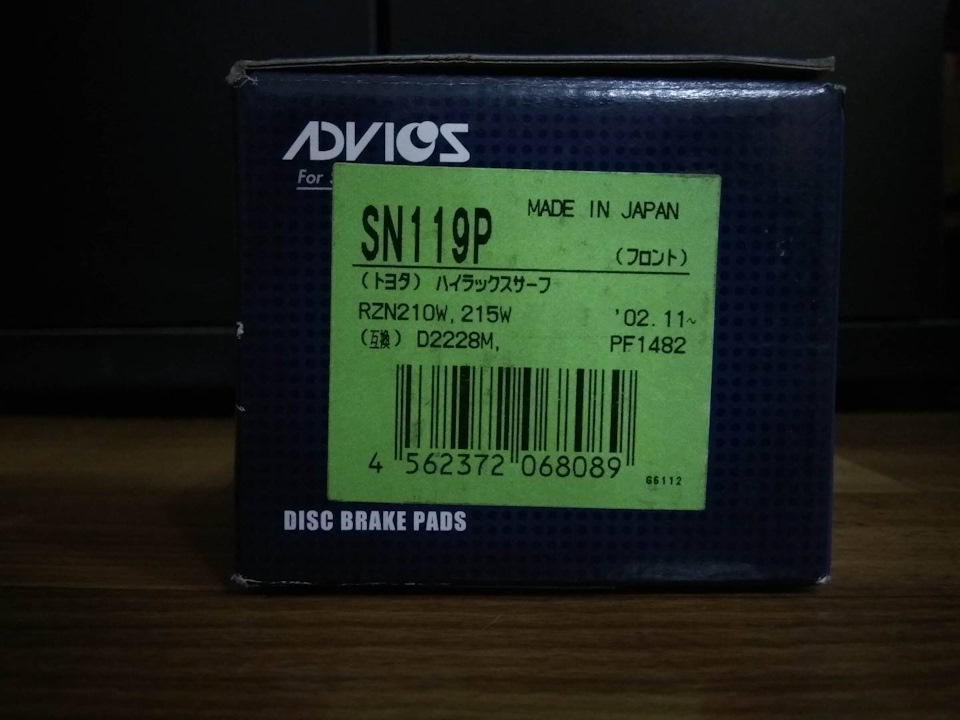 ADVICS
For
SN119P
MADE IN JAPAN
(フロント)
(トヨタ) ハイラックスサーフ
RZN210W, 215W '02. 11~
(互換) D2228M, PF1482
4 562372 068089
G6112
DISC BRAKE PADS